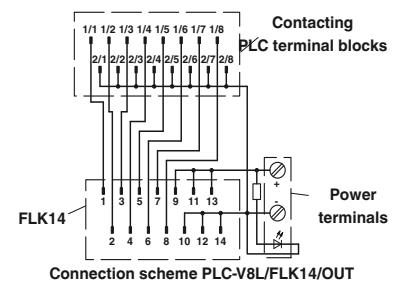 Contacting
PLC terminal blocks
1/1 1/2 1/3 1/4 1/5 1/6 1/7 1/8
2/1 2/2 2/3 2/4 2/5 2/6 2/7 2/8
+
1 3 5 7 9 11 13
Power
terminals
-
FLK14
2 4 6 8 10 12 14
Connection scheme PLC-V8L/FLK14/OUT